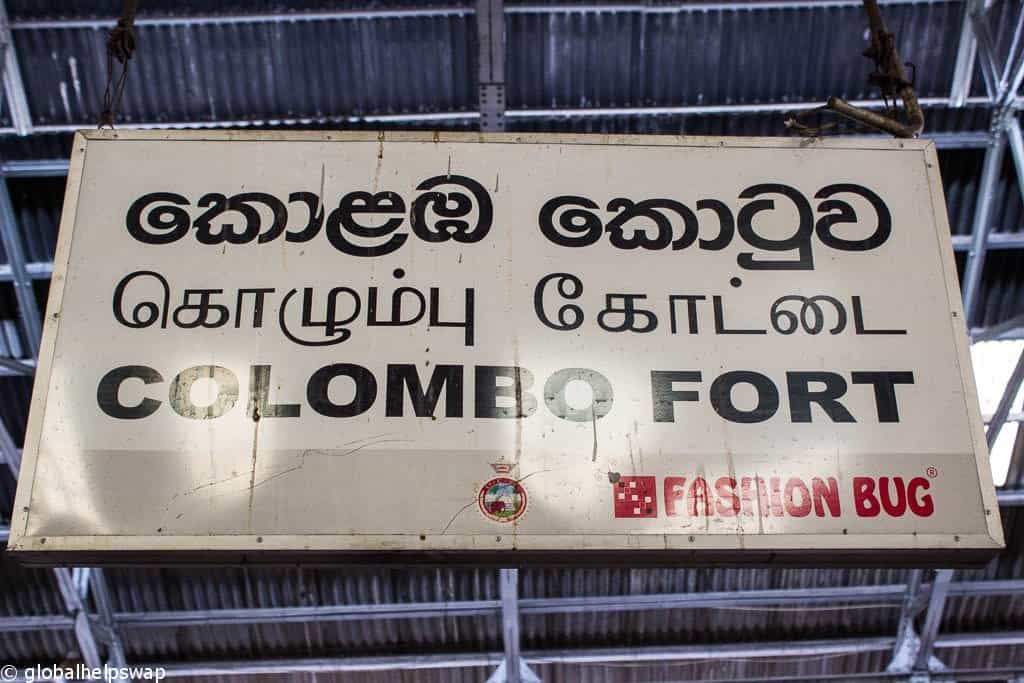 කොළඹ කොටුව
கொழும்பு கோட்டை
COLOMBO FORT
FASHION BUG®
© globalhelpswap